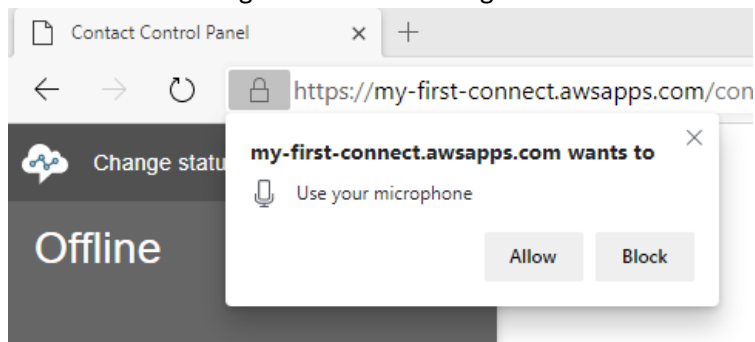 Contact Control Panel
https://my-first-connect.awsapps.com/con
Change statu
my-first-connect.awsapps.com wants to
Use your microphone
Offline
Allow Block